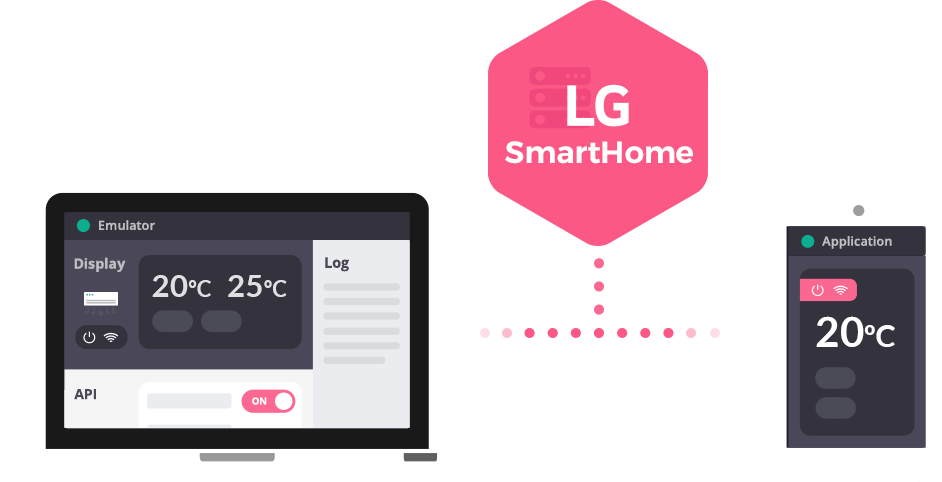 LG
SmartHome
Emulator
Display
20°C 25°C
Log
API
ON
Application
20°C